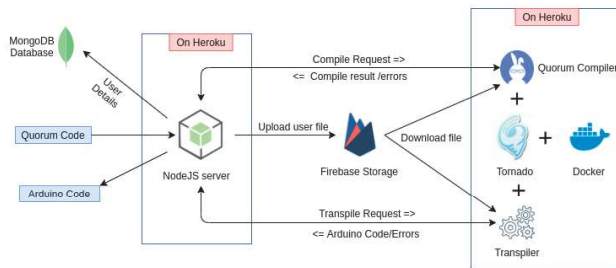 On Heroku
On Heroku
MongoDB
Database
User
Details
Compile Request =>
<= Compile result /errors
Quorum Compiler
+
Quorum Code
Upload user file
Download file
NodeJS server
Firebase Storage
+
Tornado
Docker
+
Arduino Code
Transpile Request =>
<= Arduino Code/Errors
Transpiler